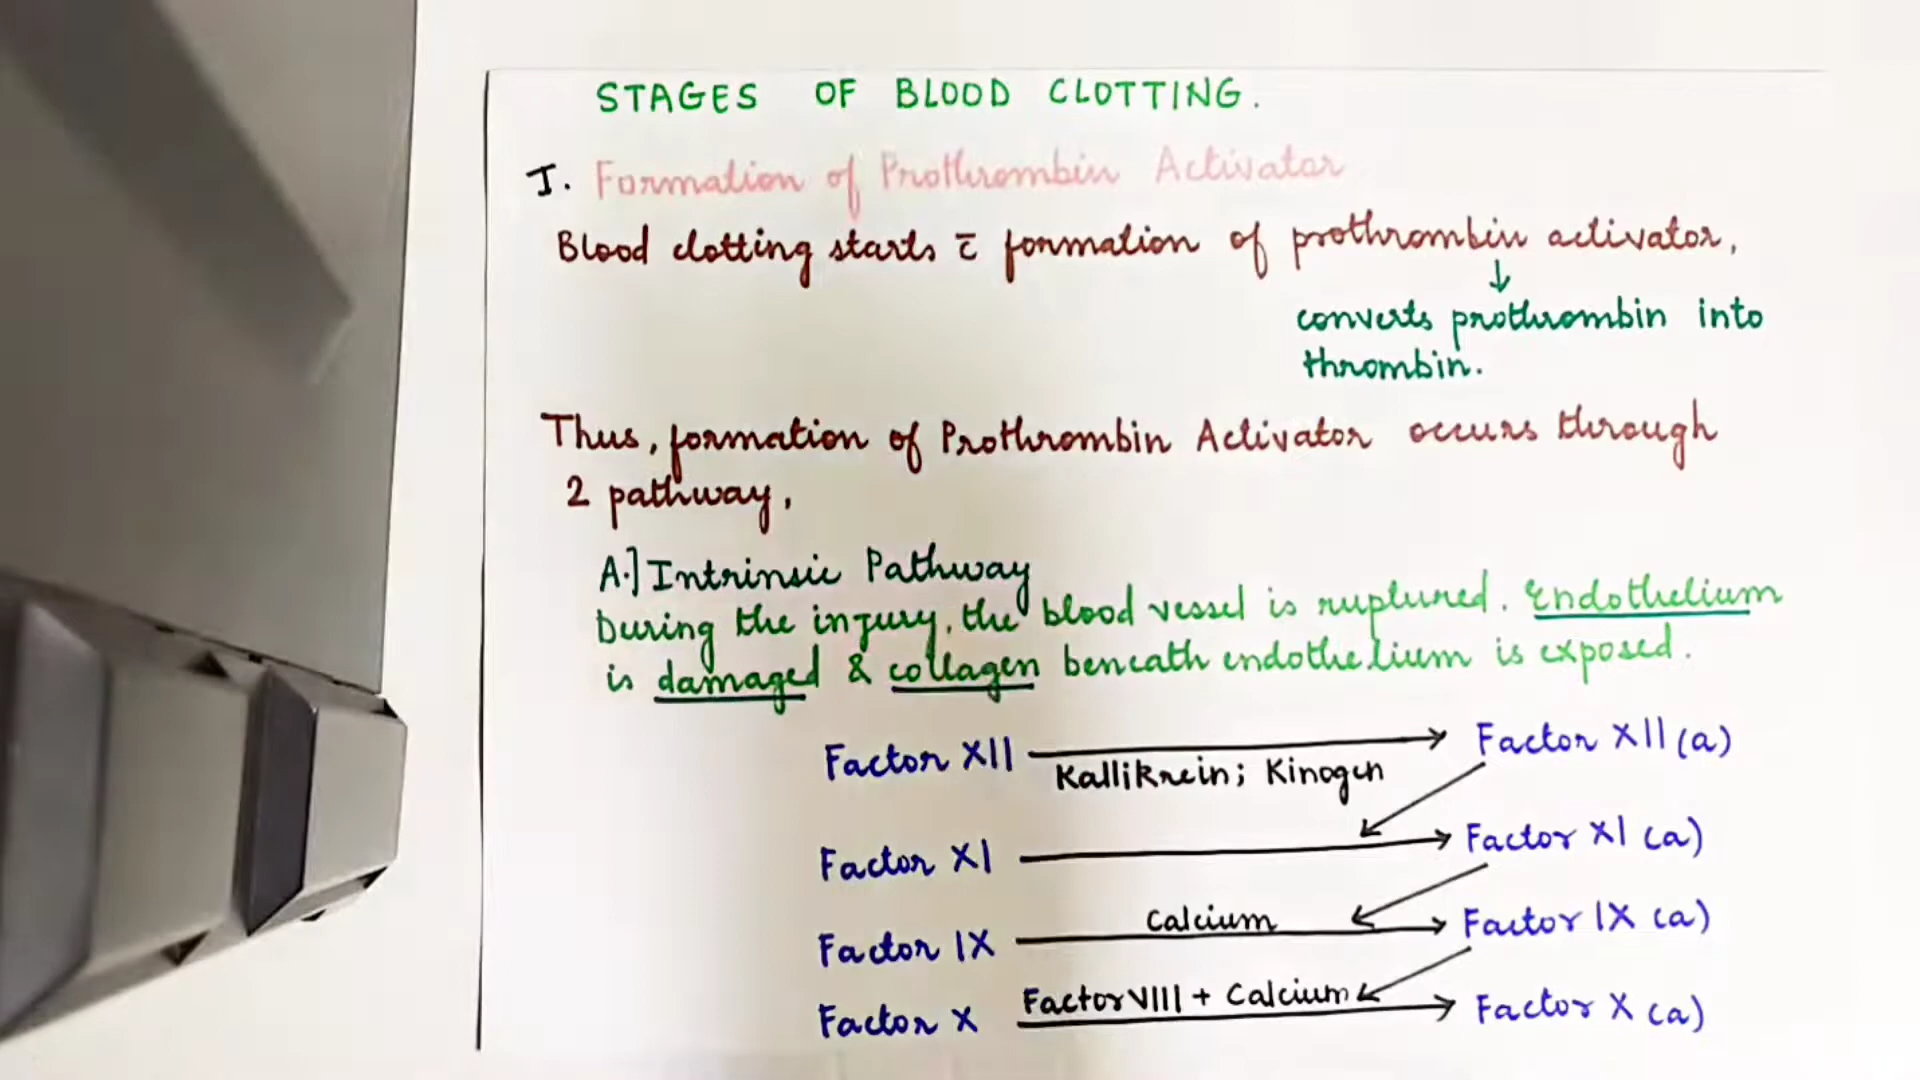 STAGES OF BLOOD CLOTTING.
I. Formation of Prothrombin Activator
Blood clotting starts c̄ formation of prothrombin activator,
↓
converts prothrombin into
thrombin.
Thus, formation of Prothrombin Activator occurs through
2 pathway,
A.] Intrinsic Pathway
During the injury, the blood vessel is ruptured. Endothelium
is damaged & collagen beneath endothelium is exposed.
Factor XII → Factor XII (a)
Kallikrein; Kinogen
Factor XI → Factor XI (a)
Calcium
Factor IX → Factor IX (a)
Factor VIII + Calcium
Factor X → Factor X (a)